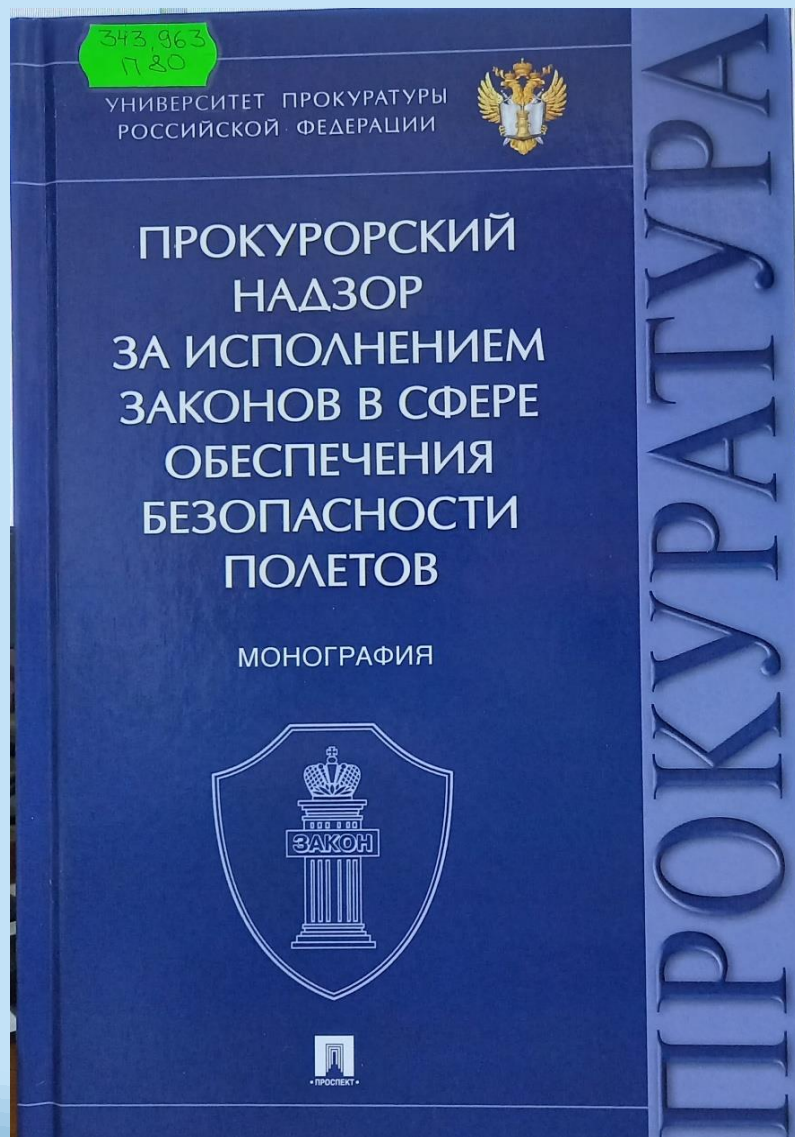 343,963
П 80
УНИВЕРСИТЕТ ПРОКУРАТУРЫ
РОССИЙСКОЙ ФЕДЕРАЦИИ
ПРОКУРОРСКИЙ
НАДЗОР
ЗА ИСПОЛНЕНИЕМ
ЗАКОНОВ В СФЕРЕ
ОБЕСПЕЧЕНИЯ
БЕЗОПАСНОСТИ
ПОЛЕТОВ
МОНОГРАФИЯ
ЗАКОН
• ПРОСПЕКТ •
ПРОКУРАТУРА